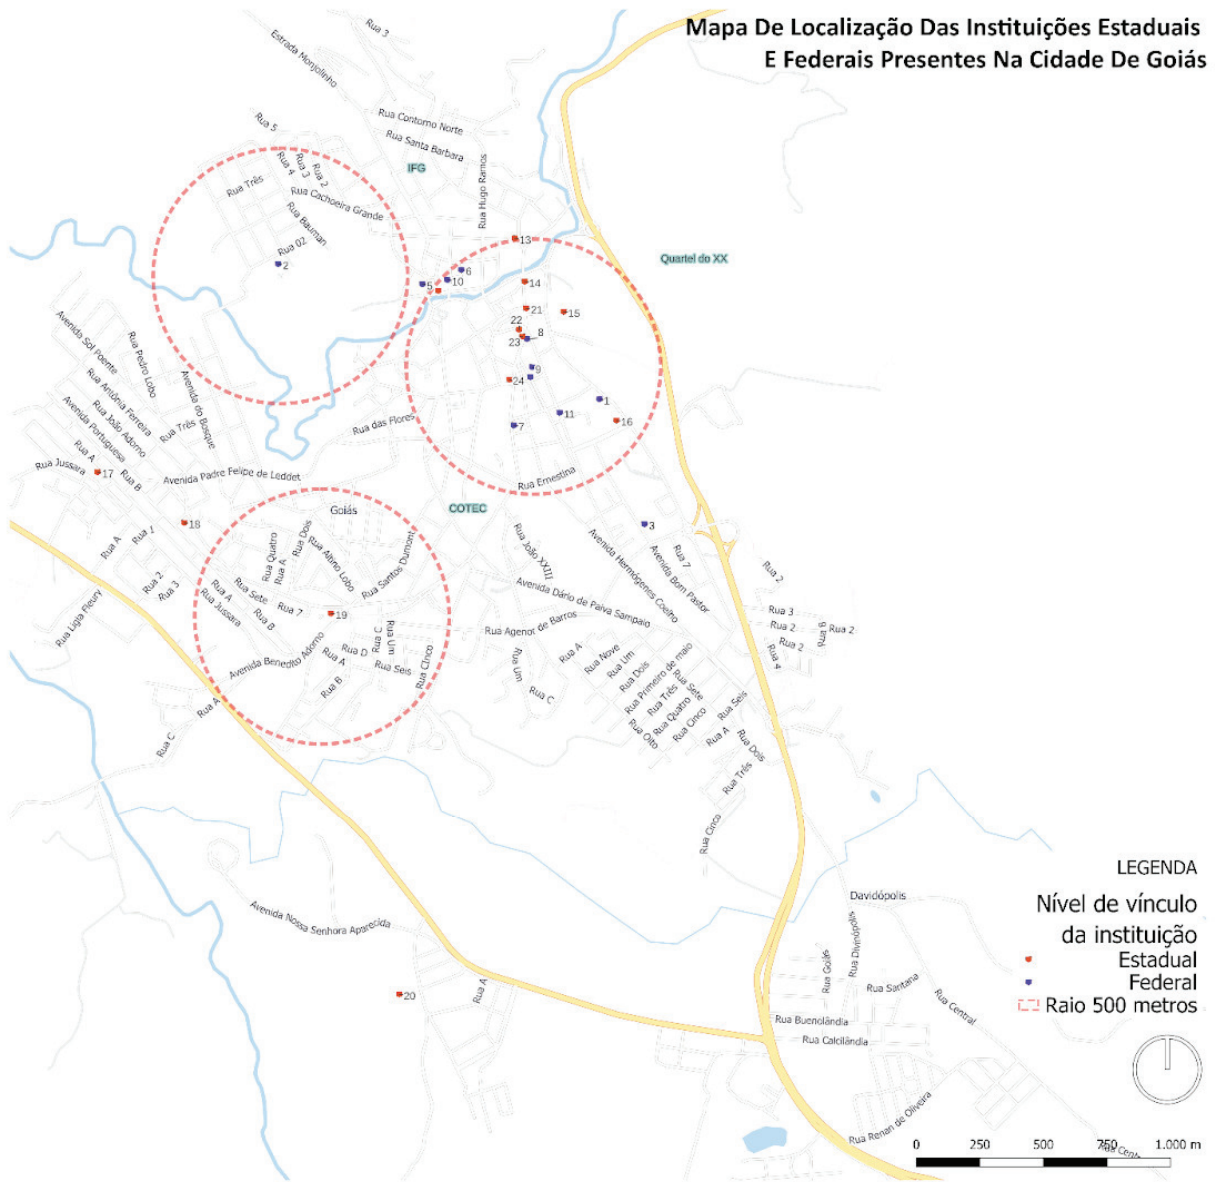 Mapa De Localização Das Instituições Estaduais
E Federais Presentes Na Cidade De Goiás
Rua 3
Estrada Monjolinho
Rua Contorno Norte
Rua Santa Barbara
Rua 5
IFG
Rua Hugo Ramos
Rua 4
Rua 3
Rua 2
Rua Três
Rua Cachoeira Grande
Rua Bauman
Rua 02
2
13
Quartel do XX
6
5
10
14
21
15
22
8
23
9
24
1
11
16
7
Avenida Sol Poente
Rua Pedro Lobo
Rua Antônia Ferreira
Avenida do Bosque
Rua João Adorno
Avenida Portuguesa
Rua Três
Rua das Flores
Rua A
Rua Jussara
17
Rua B
Avenida Padre Felipe de Leddet
Rua Ernestina
COTEC
Goiás
18
3
Rua 1
Rua A
Rua Quatro
Rua Dois
Rua A
Rua Altino Lobo
Rua Santos Dumont
Rua João XXIII
Avenida Hermógenes Coelho
Avenida Bom Pastor
Rua 7
Rua 2
Rua 2
Rua 3
Rua Ligia Fleury
Rua A
Rua Sete
Rua Jussara
Rua 7
Rua B
19
Avenida Dário de Paiva Sampaio
Rua 3
Rua 2
Rua B
Rua 2
Rua 2
Rua 4
Rua Agenor de Barros
Avenida Benedito Adorno
Rua A
Rua D
Rua C
Rua Um
Rua Seis
Rua Cinco
Rua B
Rua Um
Rua C
Rua A
Rua Nove
Rua Um
Rua Dois
Rua Primeiro de maio
Rua Três
Rua Sete
Rua Quatro
Rua Cinco
Rua Seis
Rua Oito
Rua A
Rua Dois
Rua Três
Rua Cinco
Rua A
Rua C
LEGENDA
Nível de vínculo
da instituição
Estadual
Federal
Raio 500 metros
Davidópolis
Avenida Nossa Senhora Aparecida
Rua Goiás
Rua Divinópolis
Rua Santana
Rua Central
20
Rua A
Rua Buenolândia
Rua Calcilândia
Rua Renan de Oliveira
0 250 500 750 1.000 m
Rua Cent